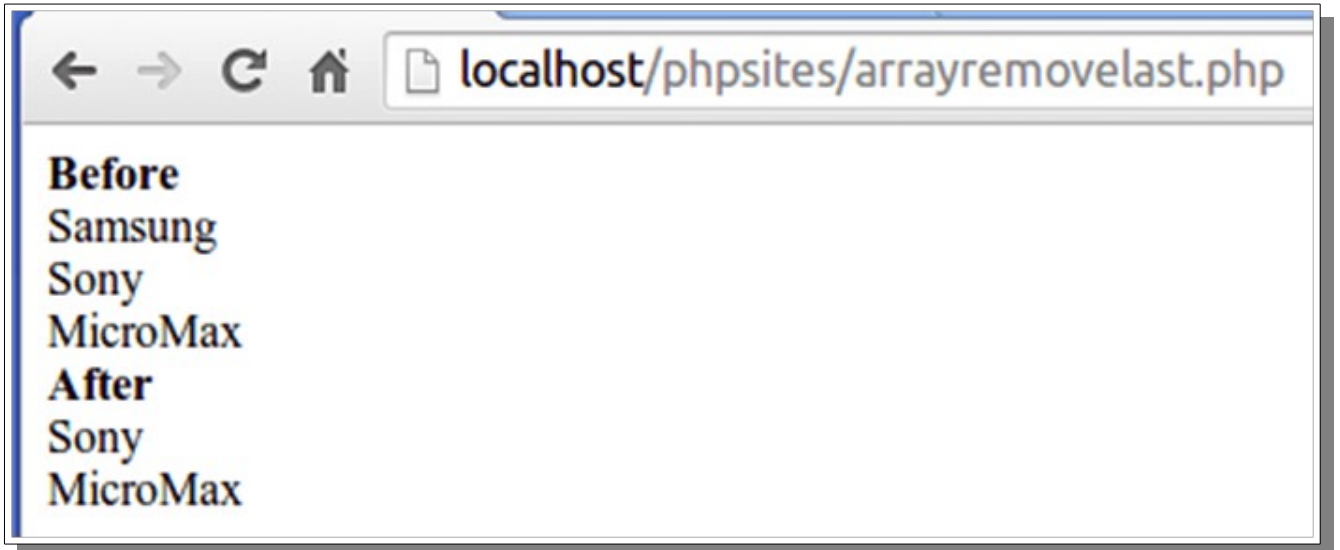 localhost/phpsites/arrayremovelast.php
Before
Samsung
Sony
MicroMax
After
Sony
MicroMax